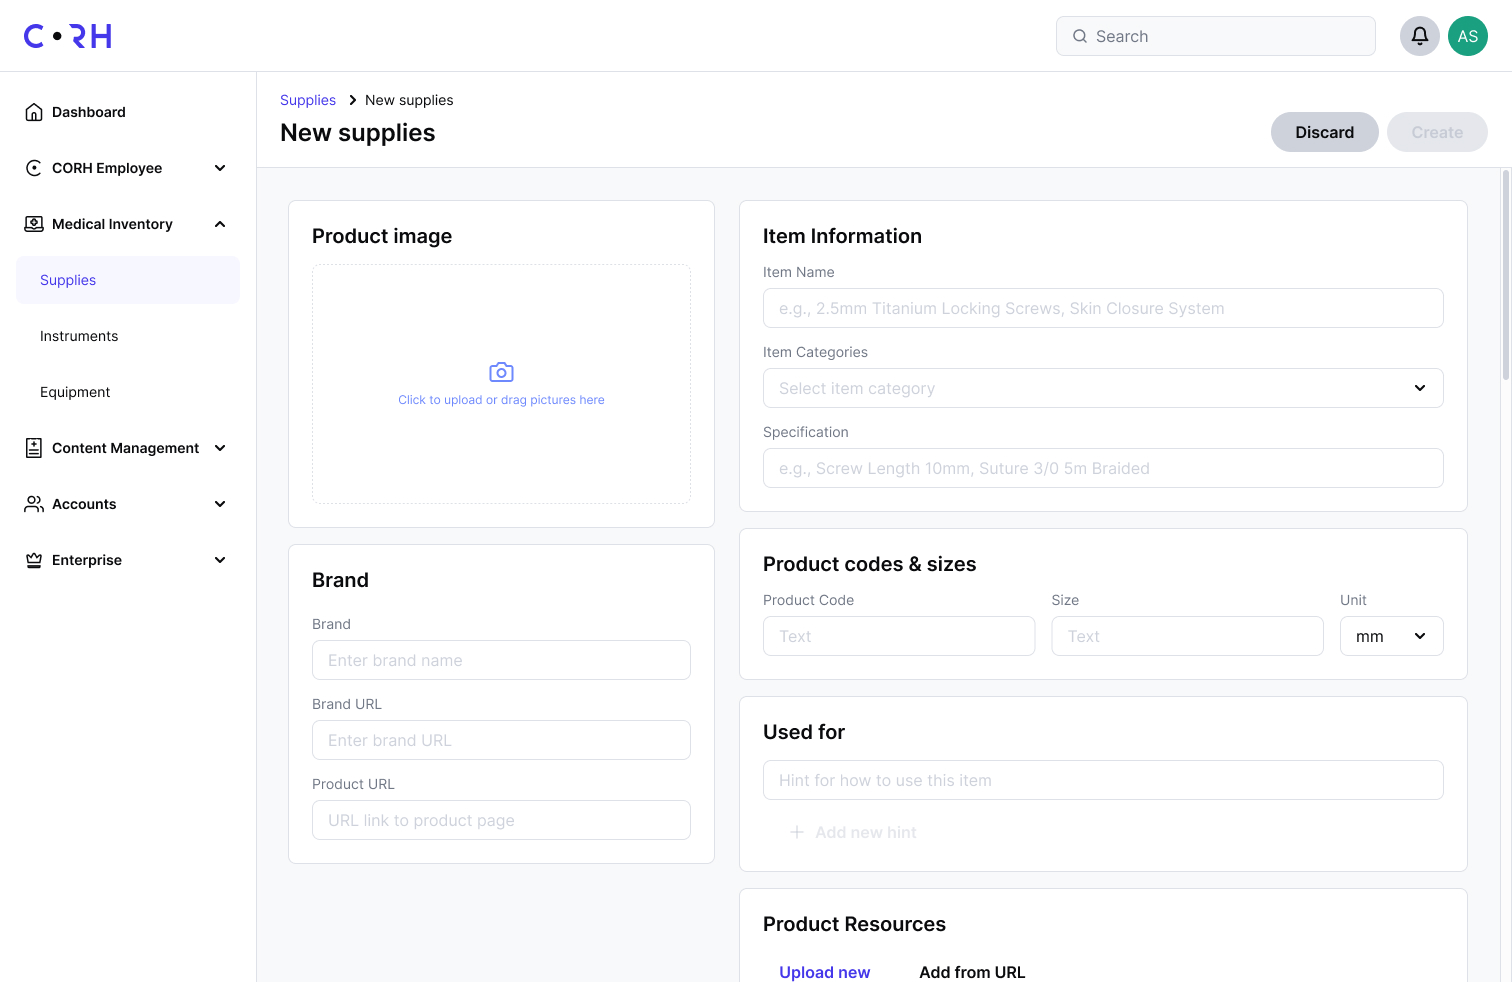 CORH
Search
AS
Dashboard
CORH Employee
Medical Inventory
Supplies
Instruments
Equipment
Content Management
Accounts
Enterprise
Supplies > New supplies
New supplies
Discard
Create
Product image
Click to upload or drag pictures here
Brand
Brand
Enter brand name
Brand URL
Enter brand URL
Product URL
URL link to product page
Item Information
Item Name
e.g., 2.5mm Titanium Locking Screws, Skin Closure System
Item Categories
Select item category
Specification
e.g., Screw Length 10mm, Suture 3/0 5m Braided
Product codes & sizes
Product Code Size Unit
Text Text mm
Used for
Hint for how to use this item
Add new hint
Product Resources
Upload new Add from URL